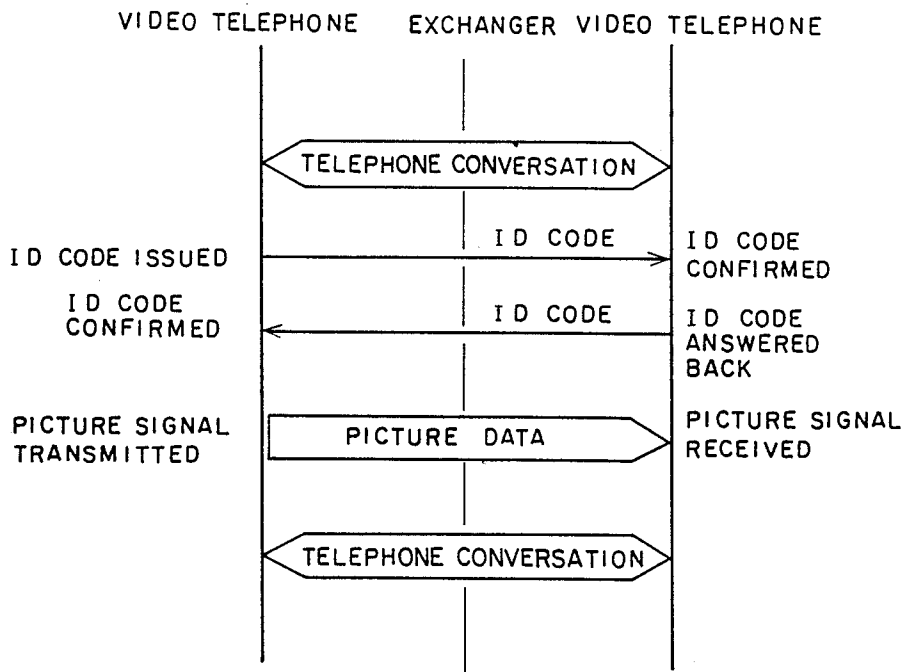 VIDEO TELEPHONE EXCHANGER VIDEO TELEPHONE
TELEPHONE CONVERSATION
ID CODE ISSUED
ID CODE
ID CODE
CONFIRMED
ID CODE
CONFIRMED
ID CODE
ID CODE
ANSWERED
BACK
PICTURE SIGNAL
TRANSMITTED
PICTURE DATA
PICTURE SIGNAL
RECEIVED
TELEPHONE CONVERSATION